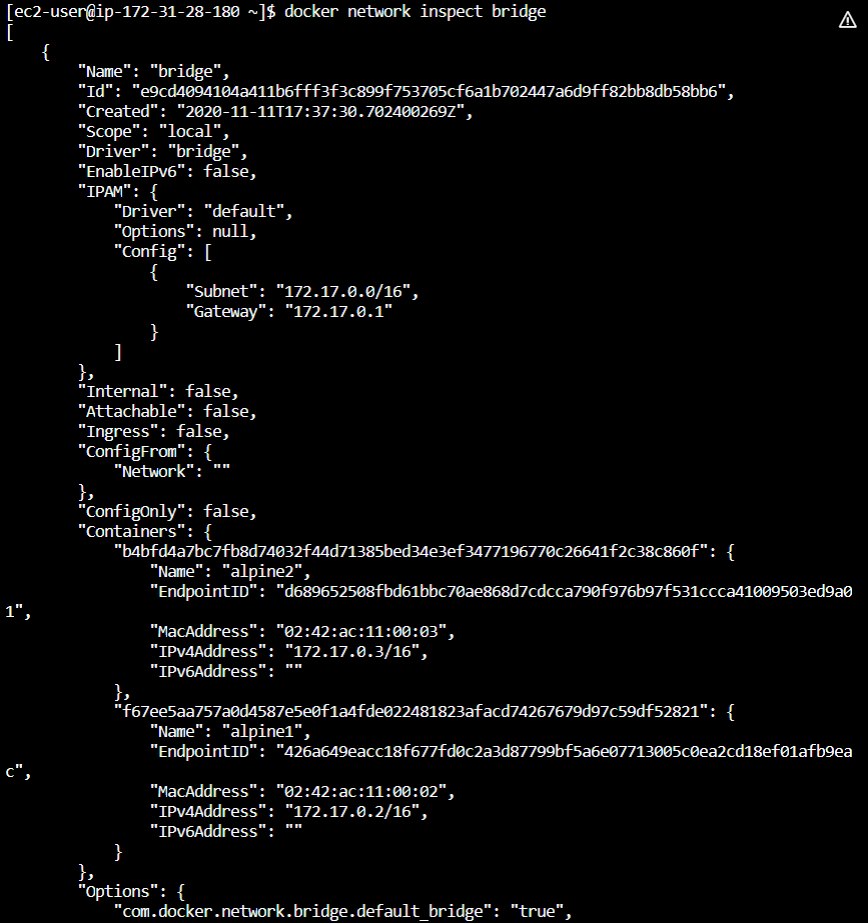 [ec2-user@ip-172-31-28-180 ~]$ docker network inspect bridge
[
    {
        "Name": "bridge",
        "Id": "e9cd4094104a411b6fff3f3c899f753705cf6a1b702447a6d9ff82bb8db58bb6",
        "Created": "2020-11-11T17:37:30.702400269Z",
        "Scope": "local",
        "Driver": "bridge",
        "EnableIPv6": false,
        "IPAM": {
            "Driver": "default",
            "Options": null,
            "Config": [
                {
                    "Subnet": "172.17.0.0/16",
                    "Gateway": "172.17.0.1"
                }
            ]
        },
        "Internal": false,
        "Attachable": false,
        "Ingress": false,
        "ConfigFrom": {
            "Network": ""
        },
        "ConfigOnly": false,
        "Containers": {
            "b4bfd4a7bc7fb8d74032f44d71385bed34e3ef3477196770c26641f2c38c860f": {
                "Name": "alpine2",
                "EndpointID": "d689652508fbd61bbc70ae868d7cdcca790f976b97f531ccca41009503ed9a0
1",
                "MacAddress": "02:42:ac:11:00:03",
                "IPv4Address": "172.17.0.3/16",
                "IPv6Address": ""
            },
            "f67ee5aa757a0d4587e5e0f1a4fde022481823afacd74267679d97c59df52821": {
                "Name": "alpine1",
                "EndpointID": "426a649eacc18f677fd0c2a3d87799bf5a6e07713005c0ea2cd18ef01afb9ea
c",
                "MacAddress": "02:42:ac:11:00:02",
                "IPv4Address": "172.17.0.2/16",
                "IPv6Address": ""
            }
        },
        "Options": {
            "com.docker.network.bridge.default_bridge": "true",